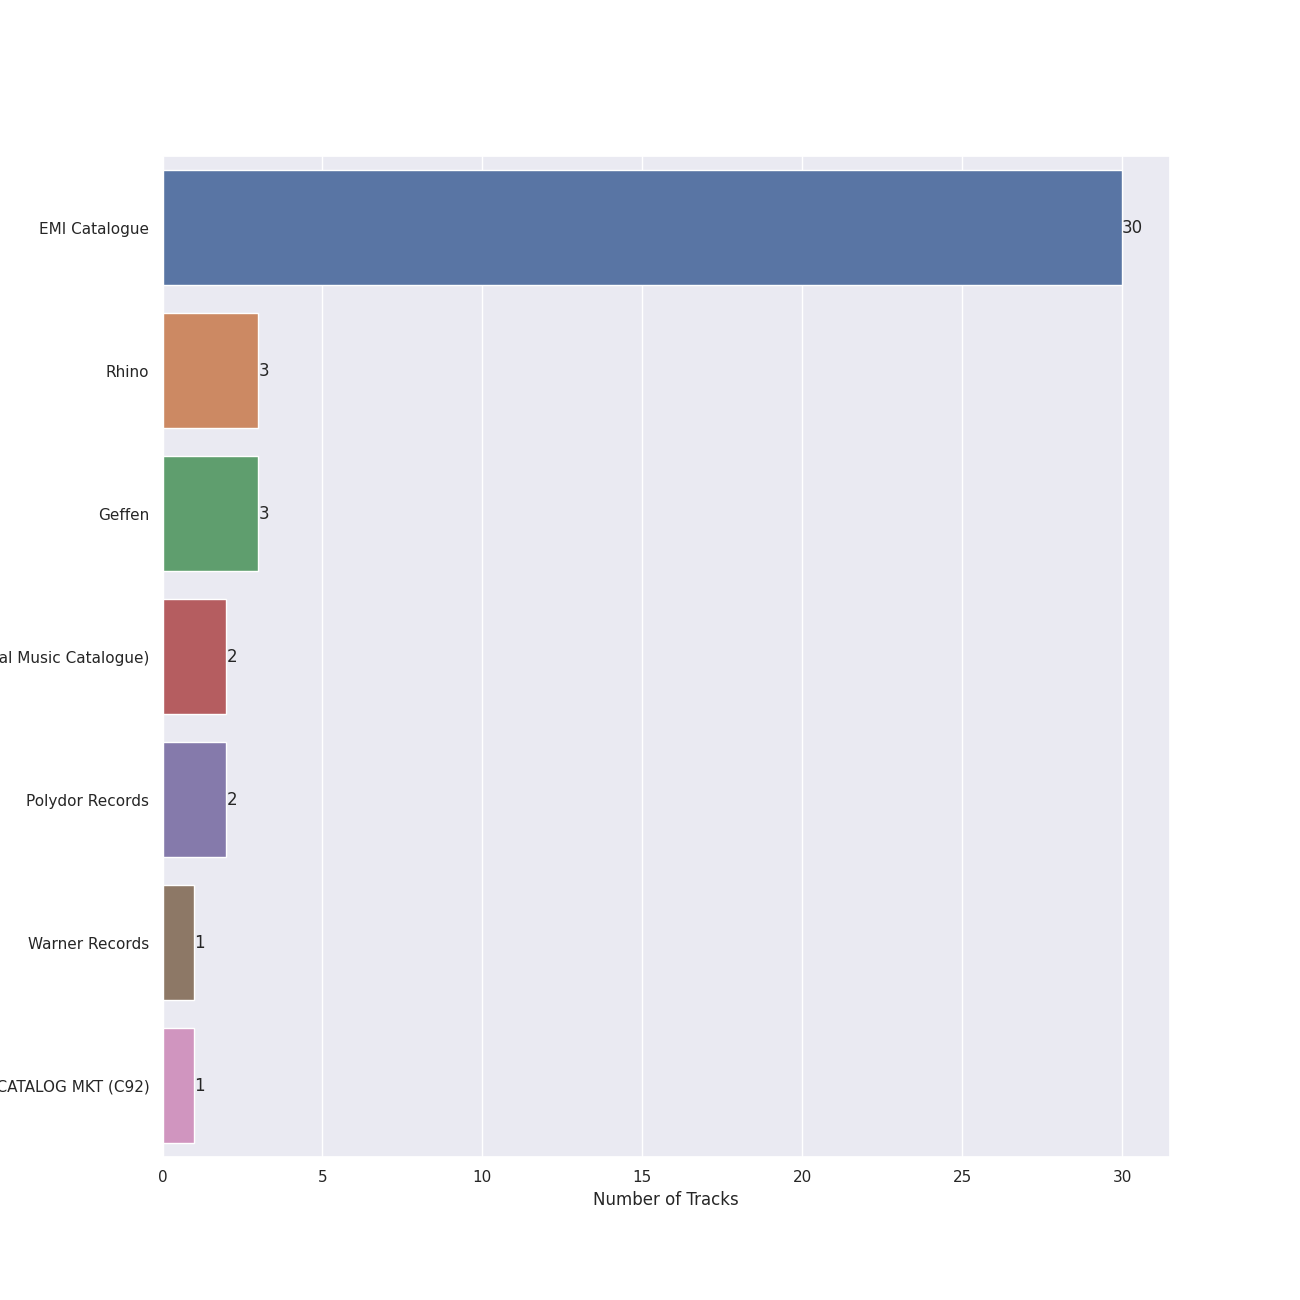 EMI Catalogue
30
Rhino
3
Geffen
3
Music Catalogue)
2
Polydor Records
2
Warner Records
1
CATALOG MKT (C92)
1
0 5 10 15 20 25 30
Number of Tracks